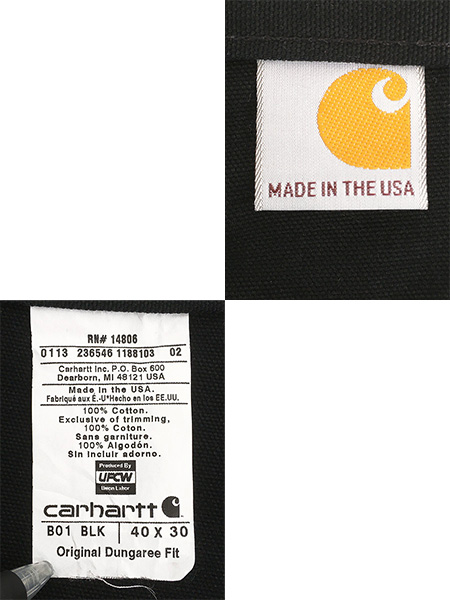 MADE IN THE USA
RN# 14806
0113 236546 1188103 02
Carhartt Inc. P.O. Box 600
Dearborn, MI 48121 USA
Made in the USA.
Fabriqué aux É.-U*Hecho en los EE.UU.
100% Cotton.
Exclusive of trimming,
100% Coton.
Sans garniture.
100% Algodón.
Sin incluir adorno.
Produced By
UFCW
Union Labor
carhartt
B01 BLK 40 X 30
Original Dungaree Fit